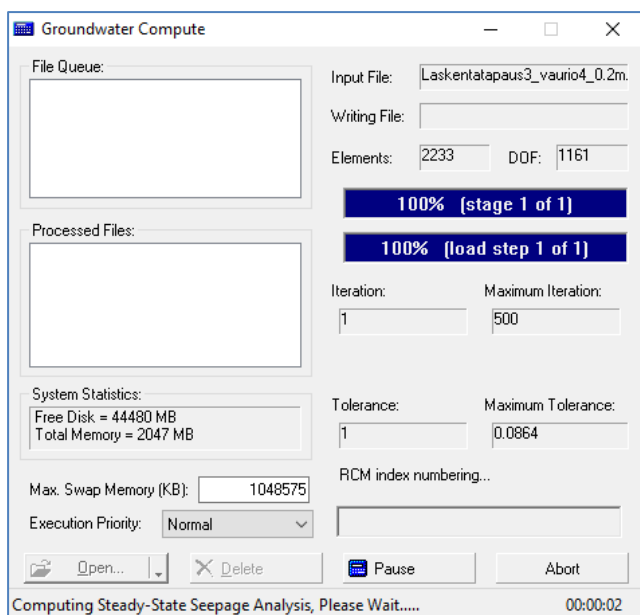 Groundwater Compute
File Queue:
Processed Files:
System Statistics:
Free Disk = 44480 MB
Total Memory = 2047 MB
Max. Swap Memory (KB): 1048575
Execution Priority: Normal
Input File: Laskentatapaus3_vaurio4_0.2m.
Writing File:
Elements: 2233 DOF: 1161
100% (stage 1 of 1)
100% (load step 1 of 1)
Iteration: Maximum Iteration:
1 500
Tolerance: Maximum Tolerance:
1 0.0864
RCM index numbering...
Open... Delete Pause Abort
Computing Steady-State Seepage Analysis, Please Wait..... 00:00:02